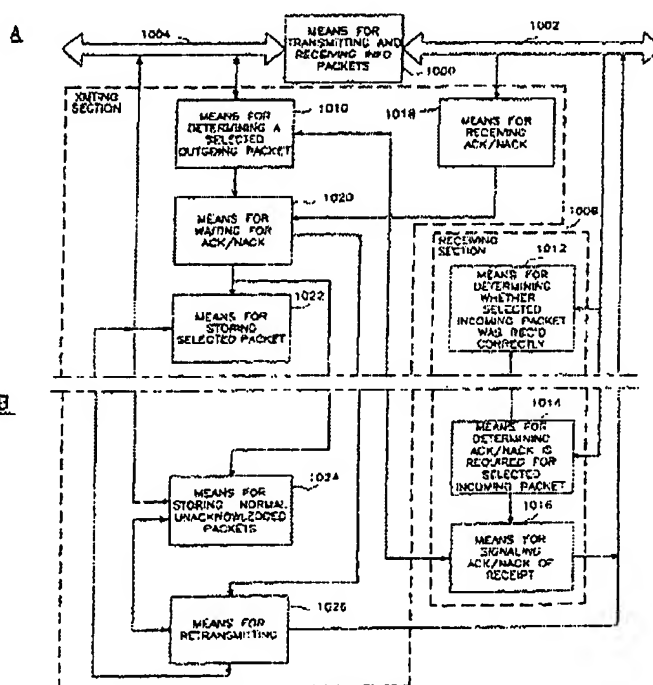 A
1004
MEANS FOR
TRANSMITTING AND
RECEIVING INFO
PACKETS
1000
1002
XMTING
SECTION
1010
MEANS FOR
DETERMINING A
SELECTED
OUTGOING PACKET
1018
MEANS FOR
RECEIVING
ACK/NACK
1020
MEANS FOR
WAITING FOR
ACK/NACK
1008
RECEIVING
SECTION
1012
MEANS FOR
DETERMINING
WHETHER
SELECTED
INCOMING PACKET
WAS REC'D
CORRECTLY
1022
MEANS FOR
STORING
SELECTED PACKET
B
1014
MEANS FOR
DETERMINING
ACK/NACK IS
REQUIRED FOR
SELECTED
INCOMING PACKET
1024
MEANS FOR
STORING NORMAL
UNACKNOWLEDGED
PACKETS
1016
MEANS FOR
SIGNALING
ACK/NACK OF
RECEIPT
1026
MEANS FOR
RETRANSMITTING